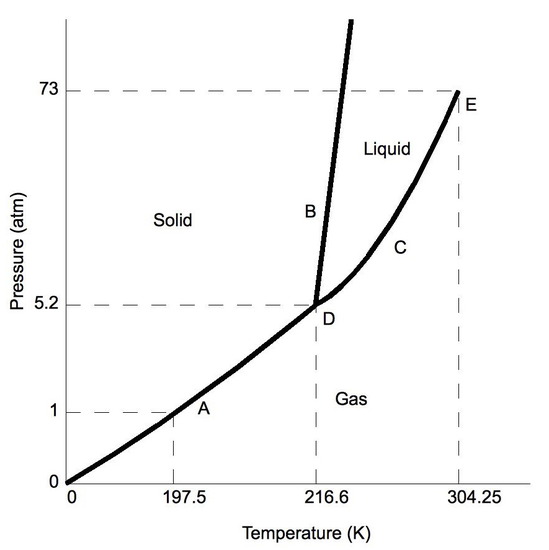 73
E
Liquid
B
Solid
C
Pressure (atm)
5.2
D
Gas
1
A
0
0
197.5
216.6
304.25
Temperature (K)